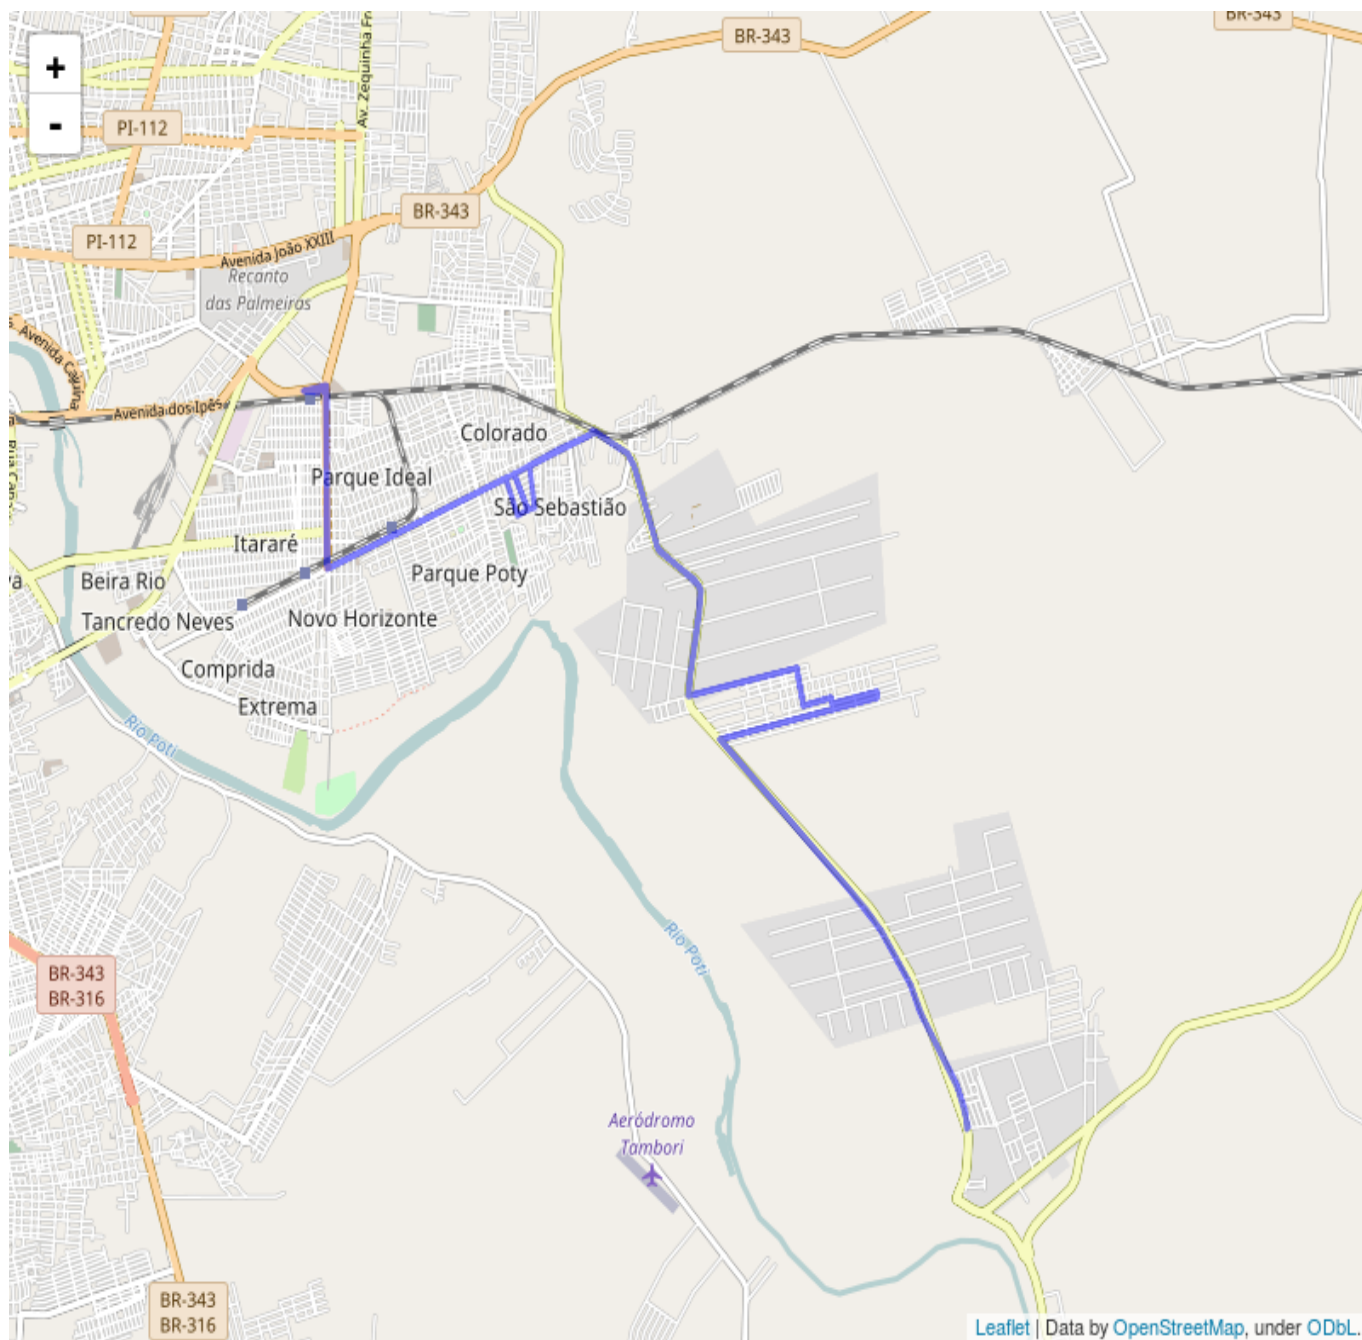 BR-343
BR-343
+
-
PI-112
Av. Zequinha Fr
BR-343
PI-112
Avenida João XXIII
Recanto
das Palmeiras
Avenida dos Ipês
Colorado
Parque Ideal
São Sebastião
Itararé
Parque Poty
Beira Rio
Novo Horizonte
Tancredo Neves
Comprida
Extrema
Rio Poti
Rio Poti
BR-343
BR-316
Aeródromo
Tambori
BR-343
BR-316
Leaflet | Data by OpenStreetMap, under ODbL.